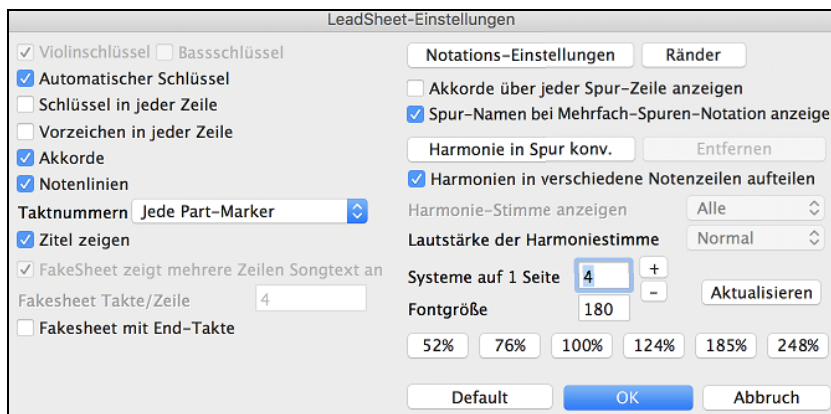 LeadSheet-Einstellungen
Violinschlüssel Bassschlüssel
Automatischer Schlüssel
Schlüssel in jeder Zeile
Vorzeichen in jeder Zeile
Akkorde
Notenlinien
Taktnummern Jede Part-Marker
Zitel zeigen
FakeSheet zeigt mehrere Zeilen Songtext an
Fakesheet Takte/Zeile 4
Fakesheet mit End-Takte
Notations-Einstellungen Ränder
Akkorde über jeder Spur-Zeile anzeigen
Spur-Namen bei Mehrfach-Spuren-Notation anzeige
Harmonie in Spur konv. Entfernen
Harmonien in verschiedene Notenzeilen aufteilen
Harmonie-Stimme anzeigen Alle
Lautstärke der Harmoniestimme Normal
Systeme auf 1 Seite 4 + -
Fontgröße 180 Aktualisieren
52% 76% 100% 124% 185% 248%
Default OK Abbruch